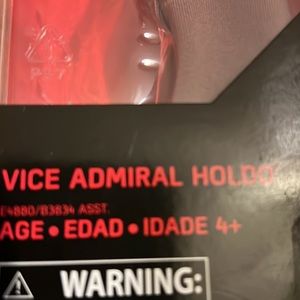 VICE ADMIRAL HOLDO
E4880/B3834 ASST.
AGE • EDAD • IDADE 4+
⚠ WARNING: